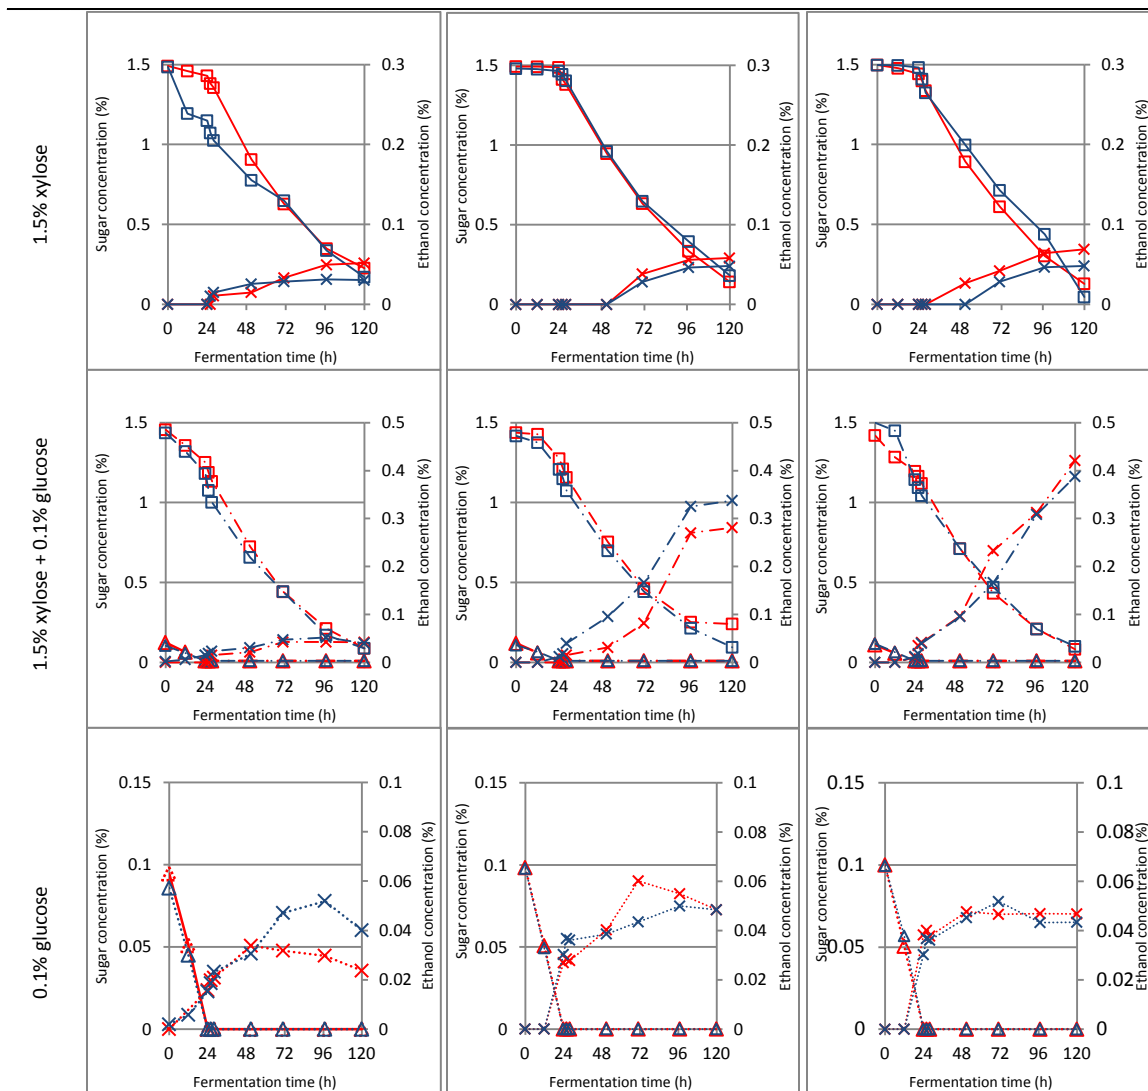 1.5% xylose
Sugar concentration (%)
1.5
1
0.5
0
0.3
0.2
0.1
0
Ethanol concentration (%)
0 24 48 72 96 120
Fermentation time (h)
Sugar concentration (%)
1.5
1
0.5
0
0.3
0.2
0.1
0
Ethanol concentration (%)
0 24 48 72 96 120
Fermentation time (h)
Sugar concentration (%)
1.5
1
0.5
0
0.3
0.2
0.1
0
Ethanol concentration (%)
0 24 48 72 96 120
Fermentation time (h)
1.5% xylose + 0.1% glucose
Sugar concentration (%)
1.5
1
0.5
0
0.5
0.4
0.3
0.2
0.1
0
Ethanol concentration (%)
0 24 48 72 96 120
Fermentation time (h)
Sugar concentration (%)
1.5
1
0.5
0
0.5
0.4
0.3
0.2
0.1
0
Ethanol concentration (%)
0 24 48 72 96 120
Fermentation time (h)
Sugar concentration (%)
1.5
1
0.5
0
0.5
0.4
0.3
0.2
0.1
0
Ethanol concentration (%)
0 24 48 72 96 120
Fermentation time (h)
0.1% glucose
Sugar concentration (%)
0.15
0.1
0.05
0
0.1
0.08
0.06
0.04
0.02
0
Ethanol concentration (%)
0 24 48 72 96 120
Fermentation time (h)
Sugar concentration (%)
0.15
0.1
0.05
0
0.1
0.08
0.06
0.04
0.02
0
Ethanol concentration (%)
0 24 48 72 96 120
Fermentation time (h)
Sugar concentration (%)
0.15
0.1
0.05
0
0.1
0.08
0.06
0.04
0.02
0
Ethanol concentration (%)
0 24 48 72 96 120
Fermentation time (h)